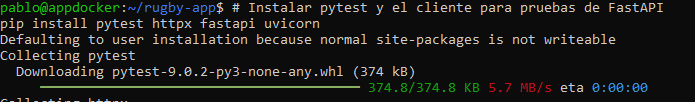 pablo@appdocker:~/rugby-app$ # Instalar pytest y el cliente para pruebas de FastAPI
pip install pytest httpx fastapi uvicorn
Defaulting to user installation because normal site-packages is not writeable
Collecting pytest
  Downloading pytest-9.0.2-py3-none-any.whl (374 kB)
374.8/374.8 KB 5.7 MB/s eta 0:00:00
Collecting httpx